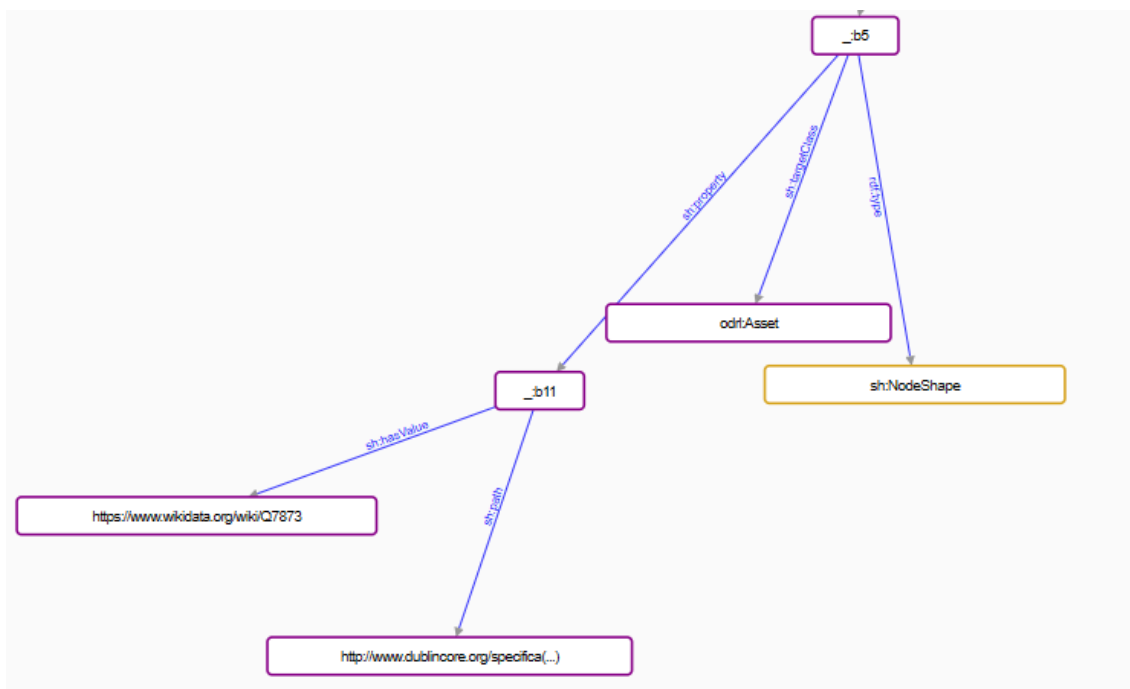 _:b5
sh:property
sh:targetClass
rdf:type
odrl:Asset
sh:NodeShape
_:b11
sh:hasValue
sh:path
https://www.wikidata.org/wiki/Q7873
http://www.dublincore.org/specifica(...)